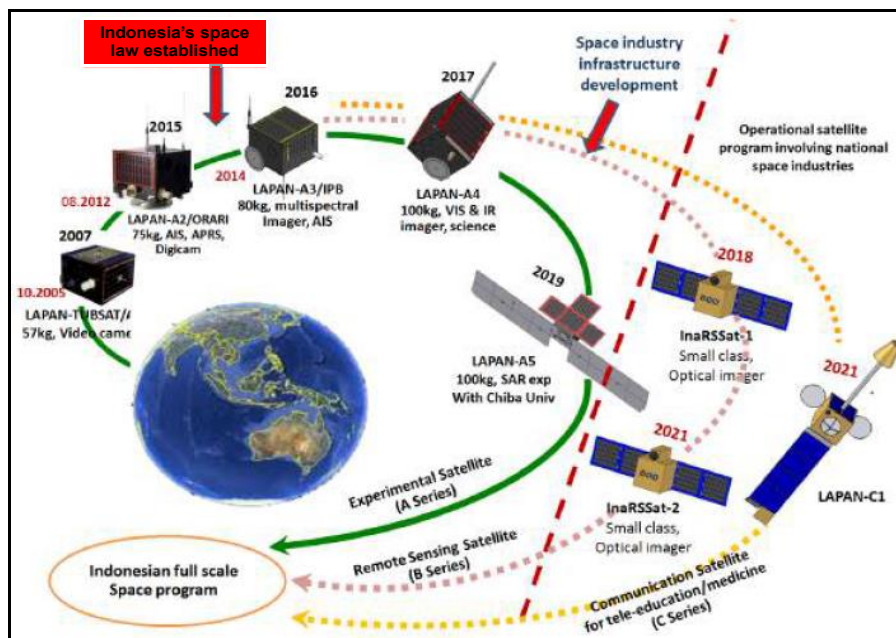 Indonesia's space
law established
2016
2017
Space industry
infrastructure
development
2015
Operational satellite
program involving national
space industries
2014
LAPAN-A3/IPB
80kg, multispectral
Imager, AIS
LAPAN-A4
100kg, VIS & IR
imager, science
08.2012
LAPAN-A2/ORARI
75kg, AIS, APRS,
Digicam
2007
10.2005
LAPAN-TUBSAT/A
57kg, Video came
2019
2018
InaRSSat-1
Small class,
Optical imager
LAPAN-A5
100kg, SAR exp
With Chiba Univ
2021
LAPAN-C1
2021
InaRSSat-2
Small class,
Optical imager
Experimental Satellite
(A Series)
Remote Sensing Satellite
(B Series)
Communication Satellite
for tele-education/medicine
(C Series)
Indonesian full scale
Space program